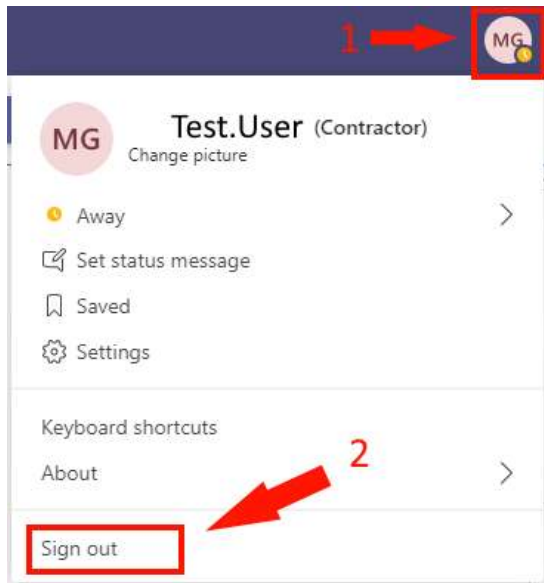 1
MG
MG
Test.User (Contractor)
Change picture
Away
Set status message
Saved
Settings
Keyboard shortcuts
2
About
Sign out